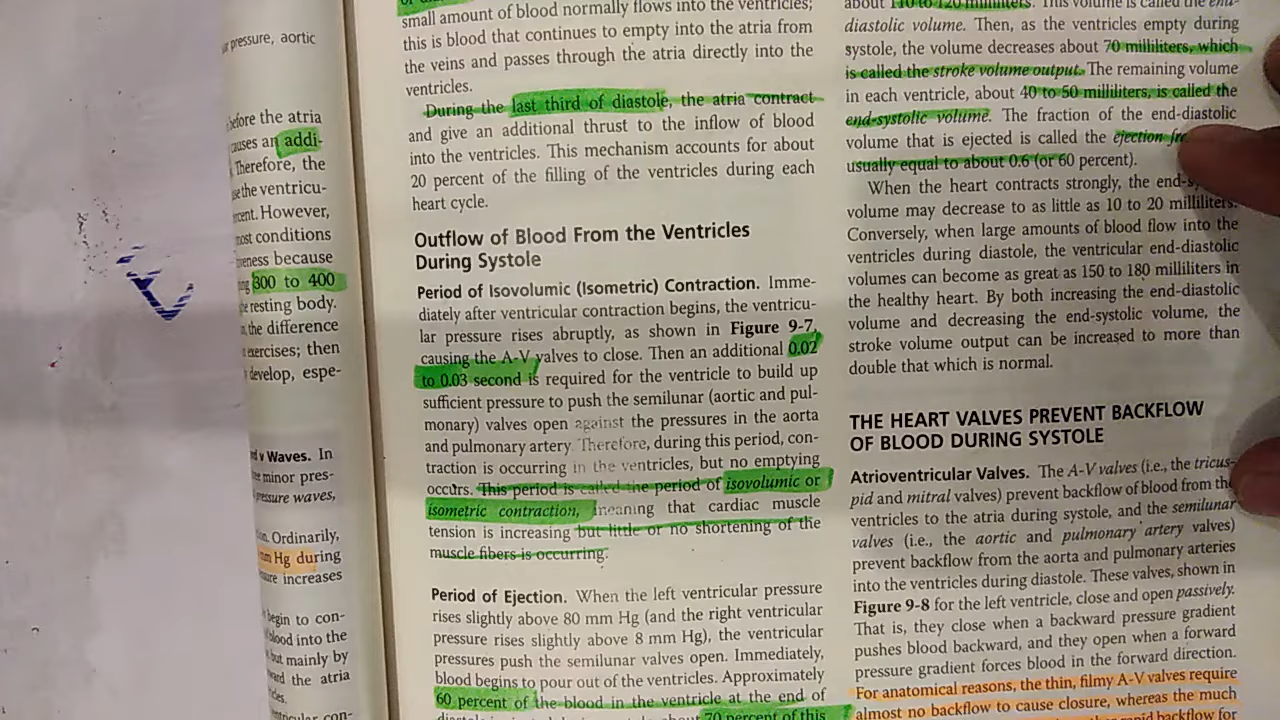 pressure, aortic
before the atria
causes an addi-
Therefore, the
the ventricu-
However,
most conditions
because
300 to 400
resting body.
the difference
exercises; then
develop, espe-
v Waves. In
minor pres-
pressure waves,
Ordinarily,
mm Hg during
increases
begin to con-
blood into the
but mainly by
the atria
small amount of blood normally flows into the ventricles;
this is blood that continues to empty into the atria from
the veins and passes through the atria directly into the
ventricles.
During the last third of diastole, the atria contract
and give an additional thrust to the inflow of blood
into the ventricles. This mechanism accounts for about
20 percent of the filling of the ventricles during each
heart cycle.
Outflow of Blood From the Ventricles
During Systole
Period of Isovolumic (Isometric) Contraction. Imme-
diately after ventricular contraction begins, the ventricu-
lar pressure rises abruptly, as shown in Figure 9-7,
causing the A-V valves to close. Then an additional 0.02
to 0.03 second is required for the ventricle to build up
sufficient pressure to push the semilunar (aortic and pul-
monary) valves open against the pressures in the aorta
and pulmonary artery. Therefore, during this period, con-
traction is occurring in the ventricles, but no emptying
occurs. This period is called the period of isovolumic or
isometric contraction, meaning that cardiac muscle
tension is increasing but little or no shortening of the
muscle fibers is occurring.
Period of Ejection. When the left ventricular pressure
rises slightly above 80 mm Hg (and the right ventricular
pressure rises slightly above 8 mm Hg), the ventricular
pressures push the semilunar valves open. Immediately,
blood begins to pour out of the ventricles. Approximately
60 percent of the blood in the ventricle at the end of
70 percent of this
about 110 to 120 milliliters. This volume is called the end-
diastolic volume. Then, as the ventricles empty during
systole, the volume decreases about 70 milliliters, which
is called the stroke volume output. The remaining volume
in each ventricle, about 40 to 50 milliliters, is called the
end-systolic volume. The fraction of the end-diastolic
volume that is ejected is called the ejection
usually equal to about 0.6 (or 60 percent).
When the heart contracts strongly, the
volume may decrease to as little as 10 to 20 milliliters.
Conversely, when large amounts of blood flow into the
ventricles during diastole, the ventricular end-diastolic
volumes can become as great as 150 to 180 milliliters in
the healthy heart. By both increasing the end-diastolic
volume and decreasing the end-systolic volume, the
stroke volume output can be increased to more than
double that which is normal.
THE HEART VALVES PREVENT BACKFLOW
OF BLOOD DURING SYSTOLE
Atrioventricular Valves. The A-V valves (i.e., the tricus-
pid and mitral valves) prevent backflow of blood from the
ventricles to the atria during systole, and the semilunar
valves (i.e., the aortic and pulmonary artery valves)
prevent backflow from the aorta and pulmonary arteries
into the ventricles during diastole. These valves, shown in
Figure 9-8 for the left ventricle, close and open passively.
That is, they close when a backward pressure gradient
pushes blood backward, and they open when a forward
pressure gradient forces blood in the forward direction.
For anatomical reasons, the thin, filmy A-V valves require
almost no backflow to cause closure, whereas the much
rapid backflow for